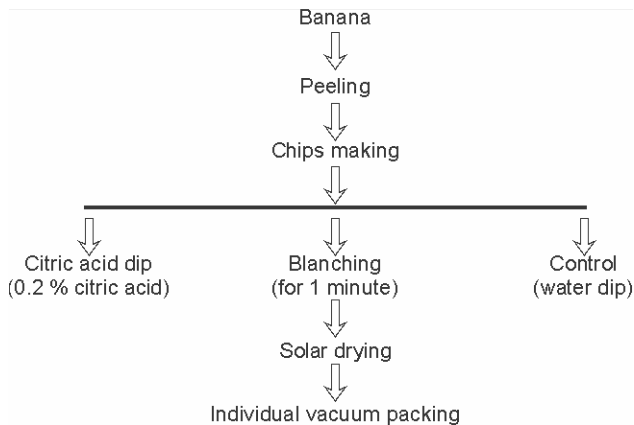 Banana
Peeling
Chips making
Citric acid dip
(0.2 % citric acid)
Blanching
(for 1 minute)
Control
(water dip)
Solar drying
Individual vacuum packing